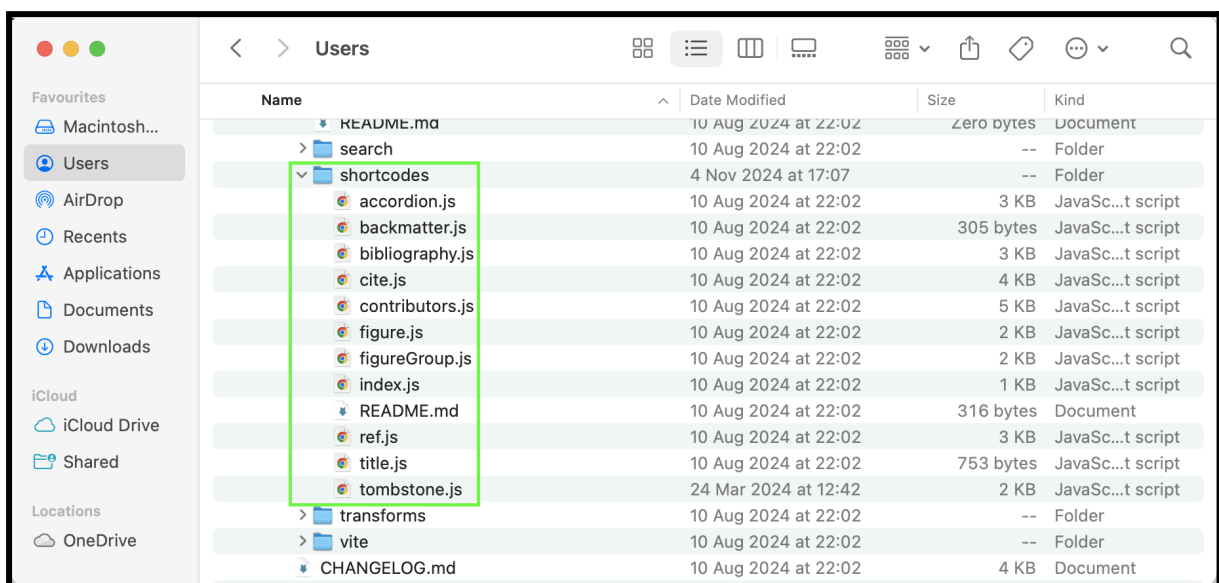 Users
Favourites
Macintosh...
Users
AirDrop
Recents
Applications
Documents
Downloads
iCloud
iCloud Drive
Shared
Locations
OneDrive
Name Date Modified Size Kind
README.md 10 Aug 2024 at 22:02 Zero bytes Document
search 10 Aug 2024 at 22:02 -- Folder
shortcodes 4 Nov 2024 at 17:07 -- Folder
accordion.js 10 Aug 2024 at 22:02 3 KB JavaSc...t script
backmatter.js 10 Aug 2024 at 22:02 305 bytes JavaSc...t script
bibliography.js 10 Aug 2024 at 22:02 3 KB JavaSc...t script
cite.js 10 Aug 2024 at 22:02 4 KB JavaSc...t script
contributors.js 10 Aug 2024 at 22:02 5 KB JavaSc...t script
figure.js 10 Aug 2024 at 22:02 2 KB JavaSc...t script
figureGroup.js 10 Aug 2024 at 22:02 2 KB JavaSc...t script
index.js 10 Aug 2024 at 22:02 1 KB JavaSc...t script
README.md 10 Aug 2024 at 22:02 316 bytes Document
ref.js 10 Aug 2024 at 22:02 3 KB JavaSc...t script
title.js 10 Aug 2024 at 22:02 753 bytes JavaSc...t script
tombstone.js 24 Mar 2024 at 12:42 2 KB JavaSc...t script
transforms 10 Aug 2024 at 22:02 -- Folder
vite 10 Aug 2024 at 22:02 -- Folder
CHANGELOG.md 10 Aug 2024 at 22:02 4 KB Document